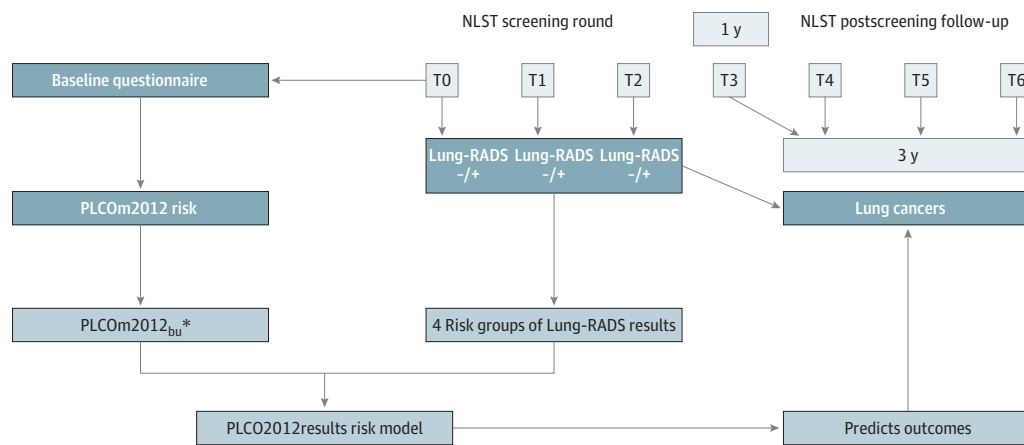 NLST screening round
1 y
NLST postscreening follow-up
Baseline questionnaire
T0
T1
T2
T3
T4
T5
T6
Lung-RADS
-/+
Lung-RADS
-/+
Lung-RADS
-/+
3 y
PLCOm2012 risk
Lung cancers
PLCOm2012bu*
4 Risk groups of Lung-RADS results
PLCO2012results risk model
Predicts outcomes